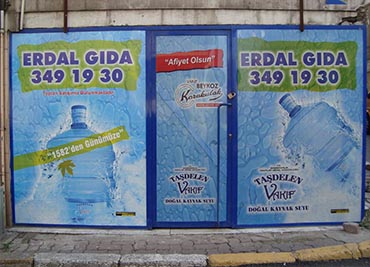 ERDAL GIDA
349 19 30
"1582'den Günümüze"
"Afiyet Olsun"
BEYKOZ
Karakulak
TAŞDELEN
VAKIF
DOĞAL KAYNAK SUYU
ERDAL GIDA
349 19 30
TAŞDELEN
VAKIF
DOĞAL KAYNAK SUYU